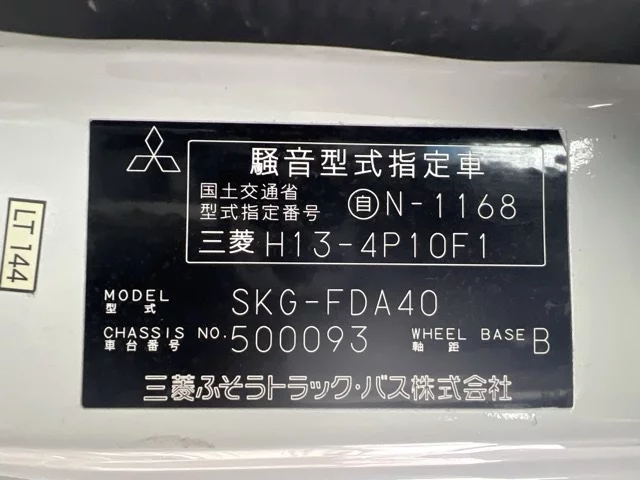 騒音型式指定車
国土交通省
型式指定番号 自N-1168
三菱 H13-4P10F1
MODEL
型式 SKG-FDA40
CHASSIS NO.
車台番号 500093 WHEEL BASE
軸距 B
三菱ふそうトラック・バス株式会社
LT144